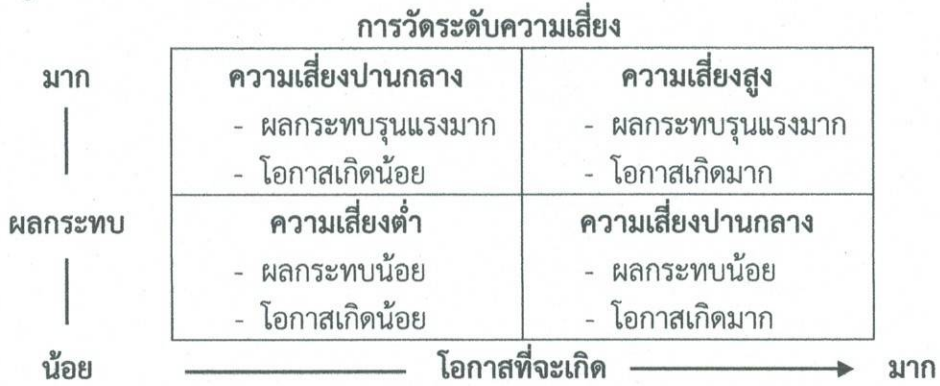 การวัดระดับความเสี่ยง
มาก ความเสี่ยงปานกลาง ความเสี่ยงสูง
- ผลกระทบรุนแรงมาก - ผลกระทบรุนแรงมาก
- โอกาสเกิดน้อย - โอกาสเกิดมาก
ผลกระทบ ความเสี่ยงต่ำ ความเสี่ยงปานกลาง
- ผลกระทบน้อย - ผลกระทบน้อย
- โอกาสเกิดน้อย - โอกาสเกิดมาก
น้อย โอกาสที่จะเกิด มาก